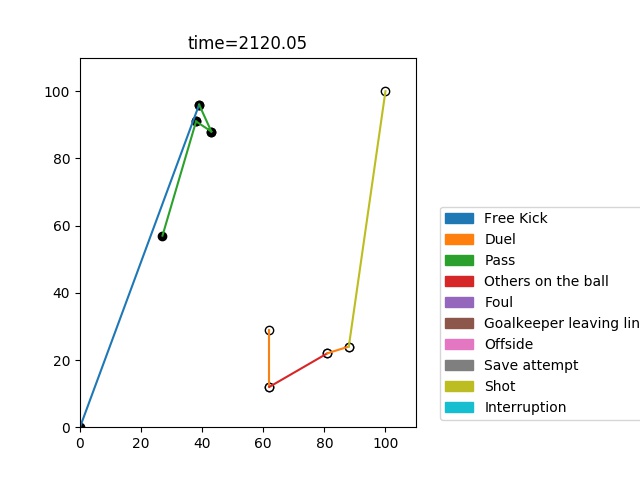 time=2120.05
100
80
60
40
20
0
0 20 40 60 80 100
Free Kick
Duel
Pass
Others on the ball
Foul
Goalkeeper leaving lin
Offside
Save attempt
Shot
Interruption